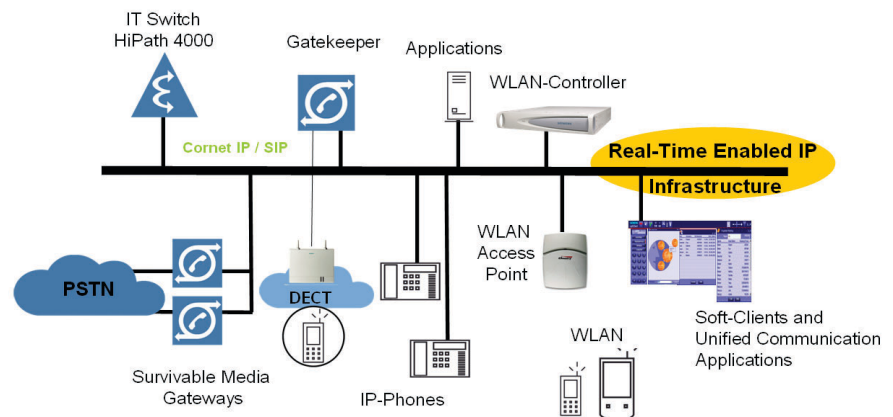 IT Switch
HiPath 4000
Gatekeeper
Applications
WLAN-Controller
Cornet IP / SIP
Real-Time Enabled IP
Infrastructure
PSTN
DECT
WLAN
Access
Point
Survivable Media
Gateways
IP-Phones
WLAN
Soft-Clients and
Unified Communication
Applications